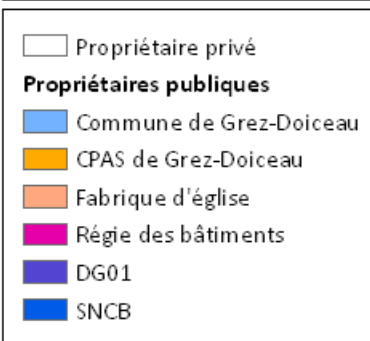 Propriétaire privé
Propriétaires publiques
Commune de Grez-Doiceau
CPAS de Grez-Doiceau
Fabrique d'église
Régie des bâtiments
DG01
SNCB